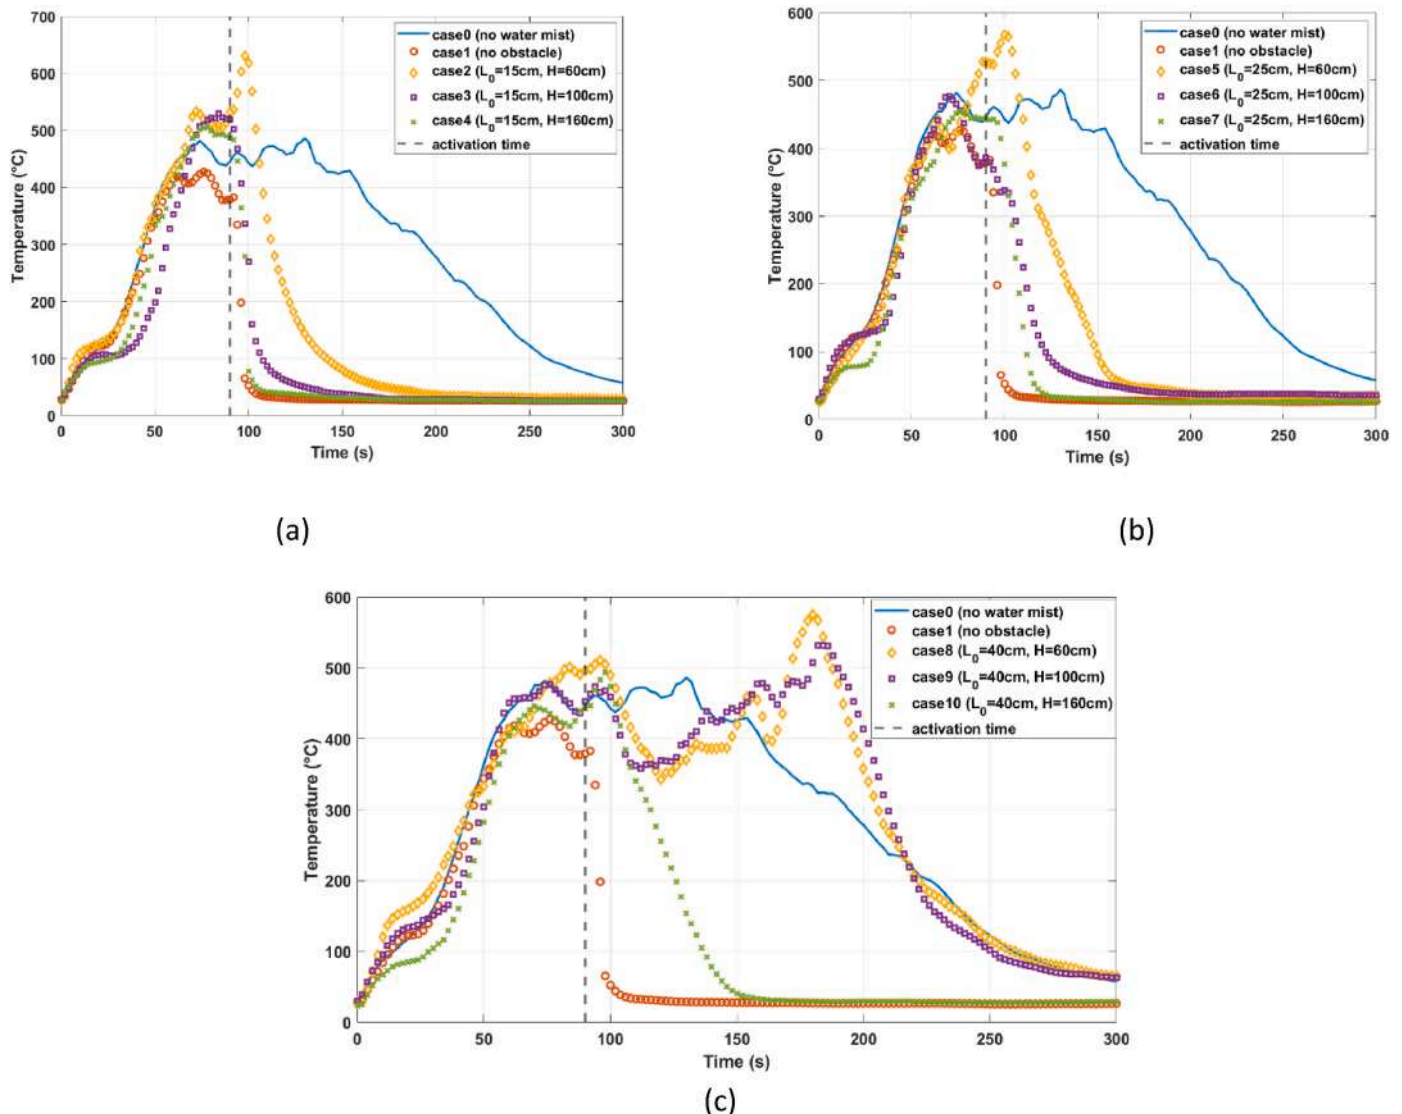 700
600
500
400
300
200
100
0
Temperature (°C)
0 50 100 150 200 250 300
Time (s)
case0 (no water mist)
case1 (no obstacle)
case2 (L0=15cm, H=60cm)
case3 (L0=15cm, H=100cm)
case4 (L0=15cm, H=160cm)
activation time
(a)
600
500
400
300
200
100
0
Temperature (°C)
0 50 100 150 200 250 300
Time (s)
case0 (no water mist)
case1 (no obstacle)
case5 (L0=25cm, H=60cm)
case6 (L0=25cm, H=100cm)
case7 (L0=25cm, H=160cm)
activation time
(b)
600
500
400
300
200
100
0
Temperature (°C)
0 50 100 150 200 250 300
Time (s)
case0 (no water mist)
case1 (no obstacle)
case8 (L0=40cm, H=60cm)
case9 (L0=40cm, H=100cm)
case10 (L0=40cm, H=160cm)
activation time
(c)